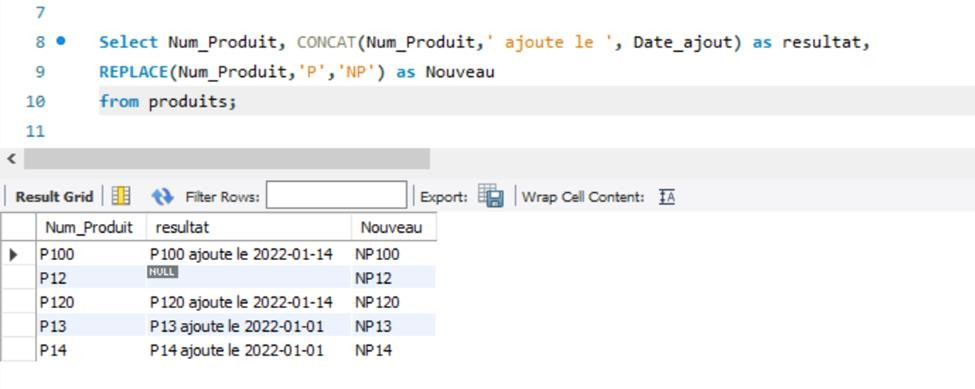 7
8 Select Num_Produit, CONCAT(Num_Produit,' ajoute le ', Date_ajout) as resultat,
9 REPLACE(Num_Produit,'P','NP') as Nouveau
10 from produits;
11
Result Grid Filter Rows: Export: Wrap Cell Content: IA
Num_Produit resultat Nouveau
P100 P100 ajoute le 2022-01-14 NP100
P12 NULL NP12
P120 P120 ajoute le 2022-01-14 NP120
P13 P13 ajoute le 2022-01-01 NP13
P14 P14 ajoute le 2022-01-01 NP14